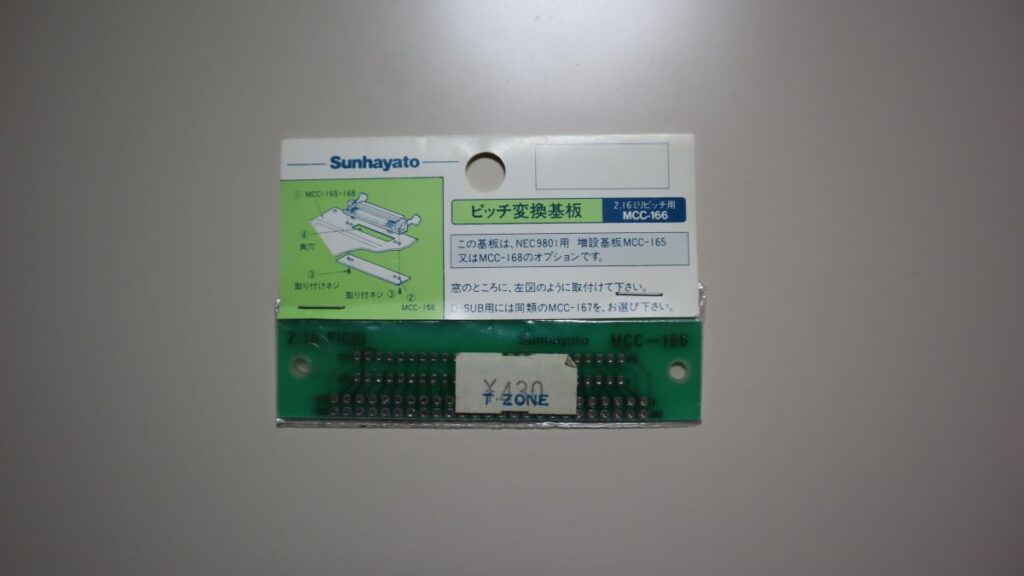 Sunhayato
① MCC-165・168
④
角穴
③
取り付けネジ
取り付ネジ ③ ②
MCC-166
ピッチ変換基板
2.16ミリピッチ用
MCC-166
この基板は、NEC9801用 増設基板MCC-165
又はMCC-168のオプションです。
窓のところに、左図のように取付けて下さい。
D-SUB用には同類のMCC-167を、お選び下さい。
2.16 PICHI
Sunhayato
MCC-166
¥430
T ZONE